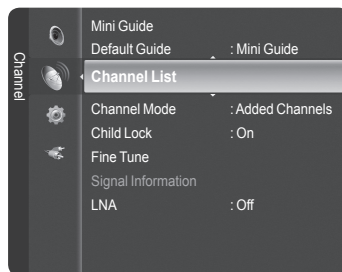 Channel
Mini Guide
Default Guide : Mini Guide
Channel List
Channel Mode : Added Channels
Child Lock : On
Fine Tune
Signal Information
LNA : Off